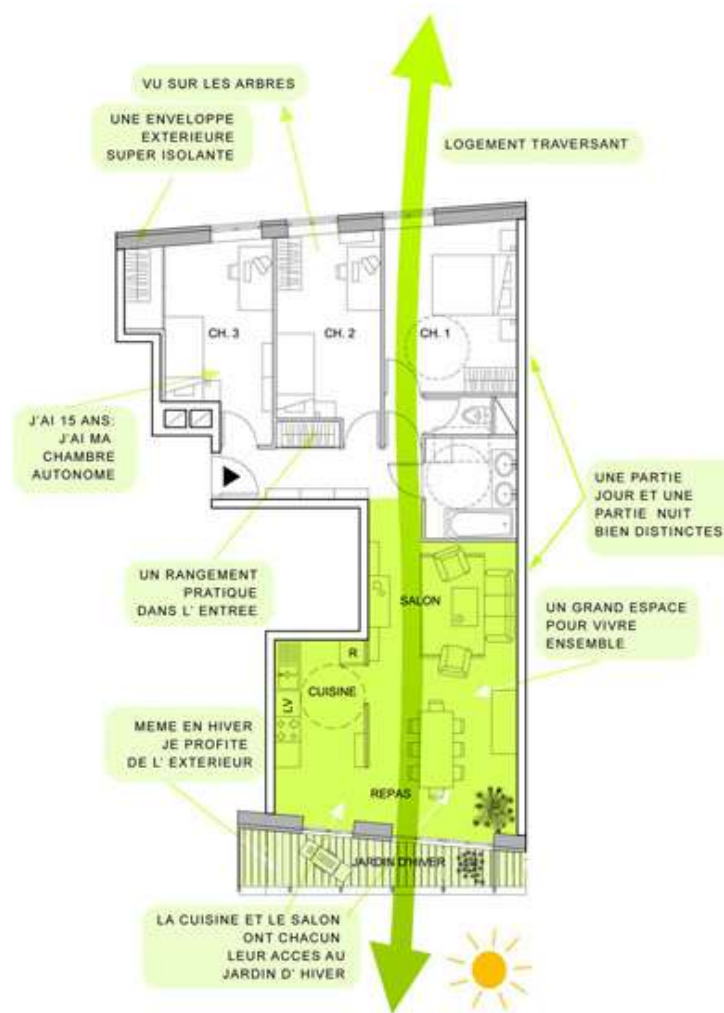 VU SUR LES ARBRES
UNE ENVELOPPE
EXTERIEURE
SUPER ISOLANTE
LOGEMENT TRAVERSANT
CH. 3
CH. 2
CH. 1
J'AI 15 ANS:
J'AI MA
CHAMBRE
AUTONOME
UNE PARTIE
JOUR ET UNE
PARTIE NUIT
BIEN DISTINCTES
UN RANGEMENT
PRATIQUE
DANS L' ENTREE
SALON
UN GRAND ESPACE
POUR VIVRE
ENSEMBLE
R
CUISINE
LV
MEME EN HIVER
JE PROFITE
DE L' EXTERIEUR
REPAS
JARDIN D'HIVER
LA CUISINE ET LE SALON
ONT CHACUN
LEUR ACCES AU
JARDIN D' HIVER